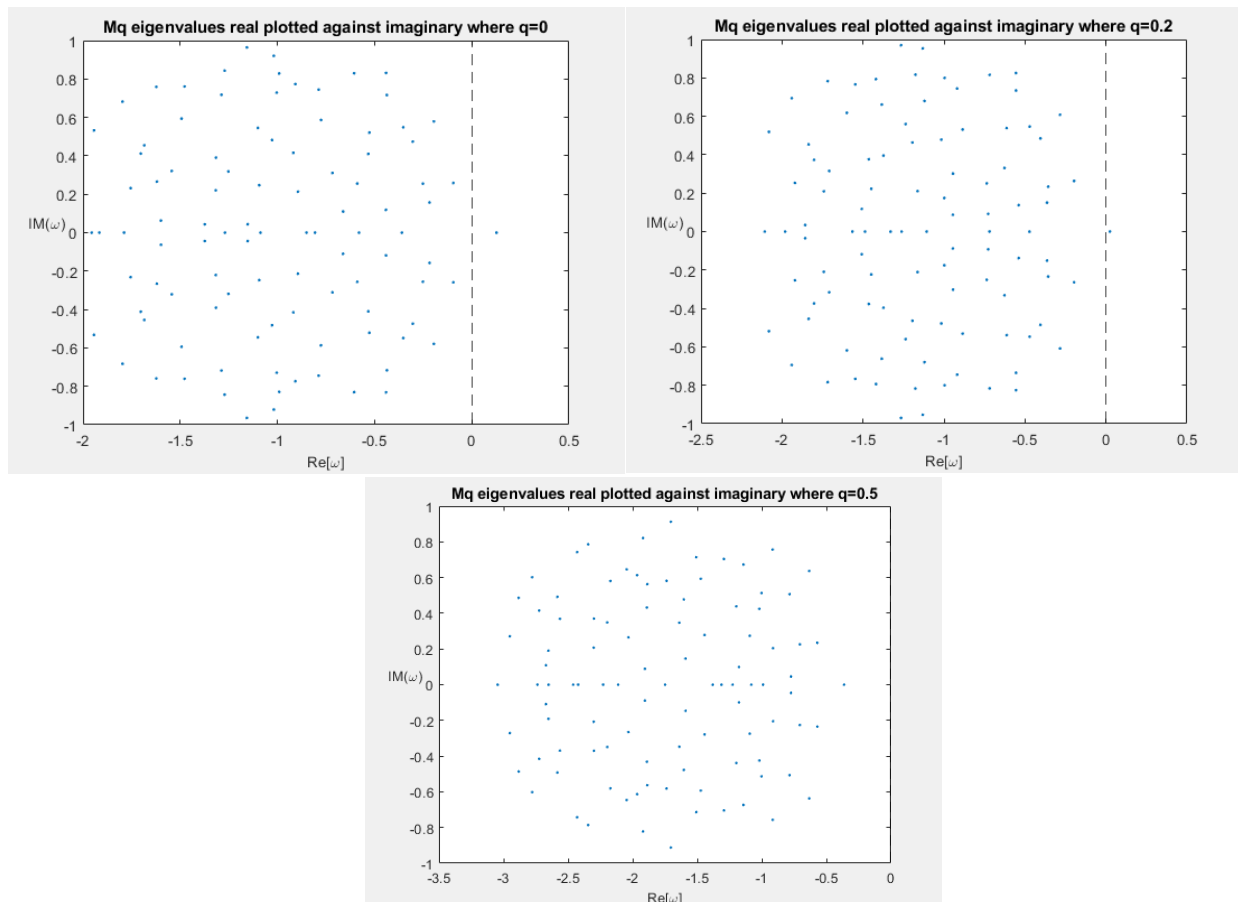 Mq eigenvalues real plotted against imaginary where q=0
1
0.8
0.6
0.4
0.2
IM(ω) 0
-0.2
-0.4
-0.6
-0.8
-1
-2 -1.5 -1 -0.5 0 0.5
Re[ω]
Mq eigenvalues real plotted against imaginary where q=0.2
1
0.8
0.6
0.4
0.2
IM(ω) 0
-0.2
-0.4
-0.6
-0.8
-1
-2.5 -2 -1.5 -1 -0.5 0 0.5
Re[ω]
Mq eigenvalues real plotted against imaginary where q=0.5
1
0.8
0.6
0.4
0.2
IM(ω) 0
-0.2
-0.4
-0.6
-0.8
-1
-3.5 -3 -2.5 -2 -1.5 -1 -0.5 0
Re[ω]